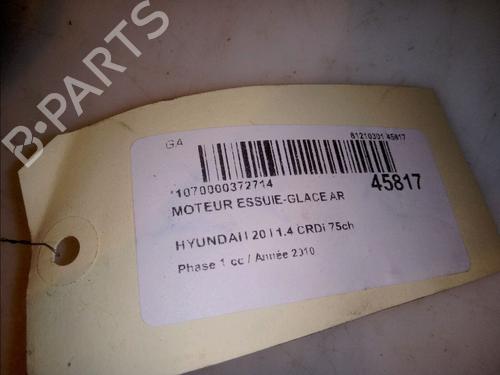 B-PARTS
GA
81210301 45817
*1070000372714
45817
MOTEUR ESSUIE-GLACE AR
HYUNDAI I 20 I 1.4 CRDi 75ch
Phase 1 cc / Année 2010